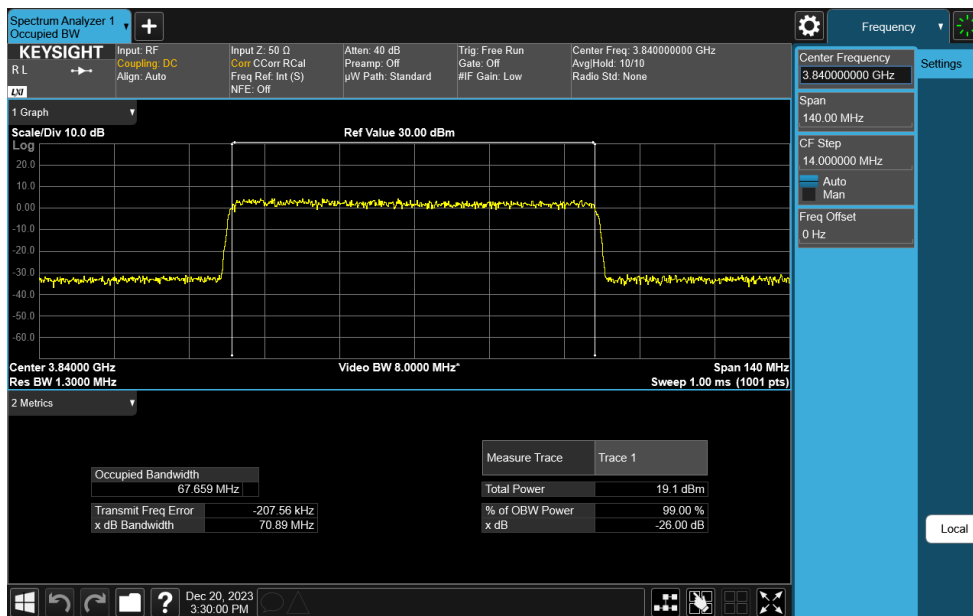 Spectrum Analyzer 1
Occupied BW
+
Frequency
KEYSIGHT
R L
LXI
Input: RF
Coupling: DC
Align: Auto
Input Z: 50 Ω
Corr CCorr RCal
Freq Ref: Int (S)
NFE: Off
Atten: 40 dB
Preamp: Off
µW Path: Standard
Trig: Free Run
Gate: Off
#IF Gain: Low
Center Freq: 3.840000000 GHz
Avg|Hold: 10/10
Radio Std: None
Center Frequency
3.840000000 GHz
Settings
Span
140.00 MHz
CF Step
14.000000 MHz
Auto
Man
Freq Offset
0 Hz
1 Graph
Scale/Div 10.0 dB
Ref Value 30.00 dBm
Log
20.0
10.0
0.00
-10.0
-20.0
-30.0
-40.0
-50.0
-60.0
Center 3.84000 GHz
Video BW 8.0000 MHz*
Span 140 MHz
Res BW 1.3000 MHz
Sweep 1.00 ms (1001 pts)
2 Metrics
Occupied Bandwidth
67.659 MHz
Transmit Freq Error -207.56 kHz
x dB Bandwidth 70.89 MHz
Measure Trace Trace 1
Total Power 19.1 dBm
% of OBW Power 99.00 %
x dB -26.00 dB
Local
?
Dec 20, 2023
3:30:00 PM